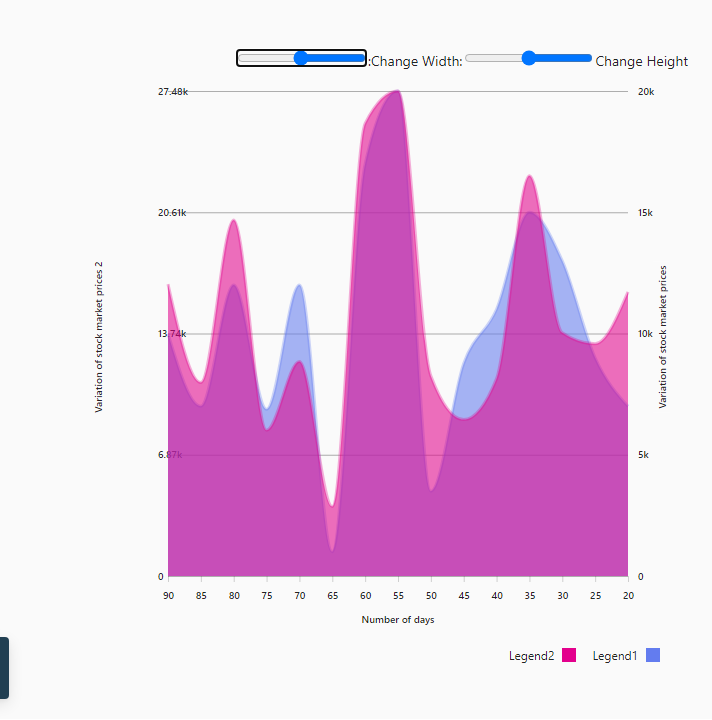 :Change Width: Change Height
27.48k 20k
20.61k 15k
13.74k 10k
6.87k 5k
0 0
Variation of stock market prices 2
Variation of stock market prices
90 85 80 75 70 65 60 55 50 45 40 35 30 25 20
Number of days
Legend2 Legend1